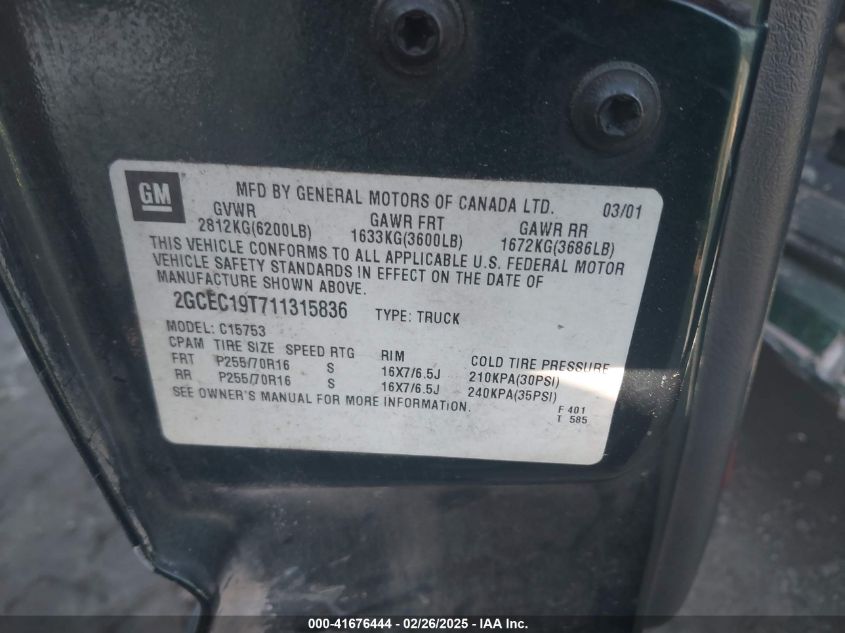 GM
MFD BY GENERAL MOTORS OF CANADA LTD. 03/01
GVWR GAWR FRT GAWR RR
2812KG(6200LB) 1633KG(3600LB) 1672KG(3686LB)
THIS VEHICLE CONFORMS TO ALL APPLICABLE U.S. FEDERAL MOTOR
VEHICLE SAFETY STANDARDS IN EFFECT ON THE DATE OF
MANUFACTURE SHOWN ABOVE.
2GCEC19T711315836 TYPE: TRUCK
MODEL: C15753
CPAM TIRE SIZE SPEED RTG RIM COLD TIRE PRESSURE
FRT P255/70R16 S 16X7/6.5J 210KPA(30PSI)
RR P255/70R16 S 16X7/6.5J 240KPA(35PSI)
SEE OWNER'S MANUAL FOR MORE INFORMATION.
F 401
T 585
000-41676444 - 02/26/2025 - IAA Inc.